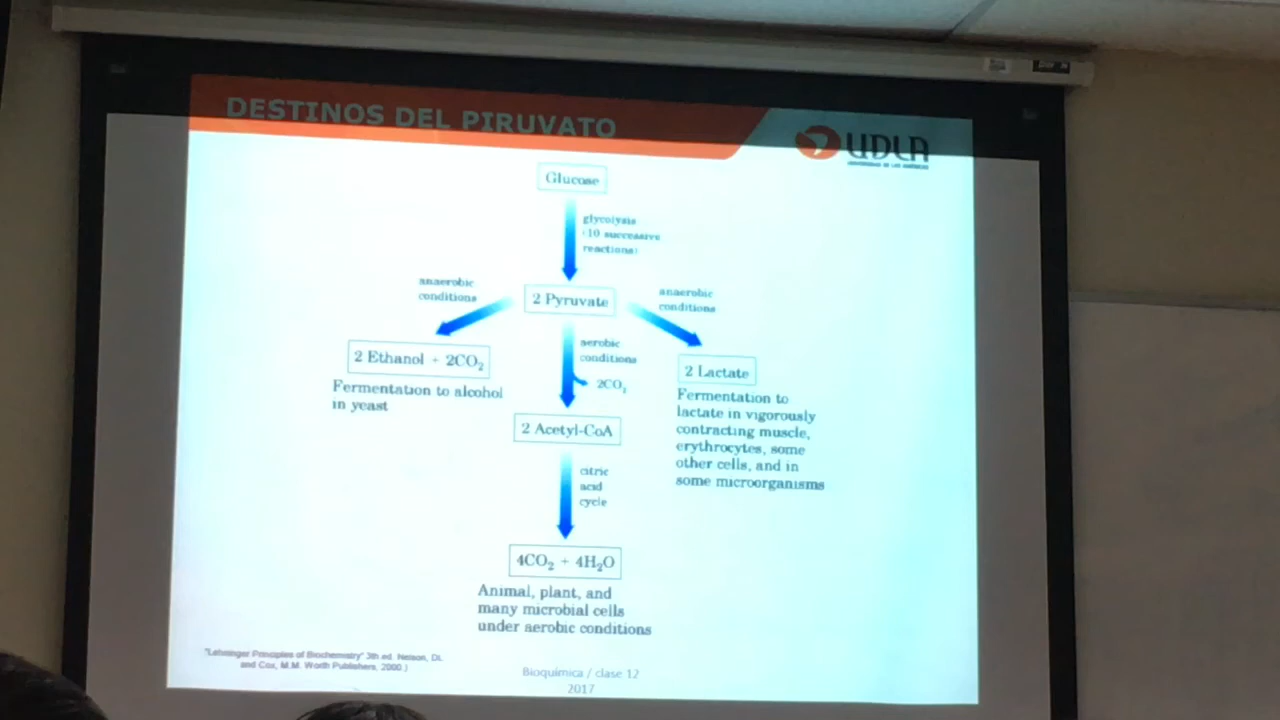 DESTINOS DEL PIRUVATO
UDLA
UNIVERSIDAD DE LAS AMÉRICAS
Glucose
glycolysis
(10 successive
reactions)
anaerobic
conditions
2 Pyruvate
anaerobic
conditions
2 Ethanol + 2CO₂
Fermentation to alcohol
in yeast
aerobic
conditions
2CO₂
2 Lactate
Fermentation to
lactate in vigorously
contracting muscle,
erythrocytes, some
other cells, and in
some microorganisms
2 Acetyl-CoA
citric
acid
cycle
4CO₂ + 4H₂O
Animal, plant, and
many microbial cells
under aerobic conditions
"Lehninger Principles of Biochemistry" 3th ed. Nelson, DL
and Cox, M.M. Worth Publishers, 2000.)
Bioquímica / clase 12
2017